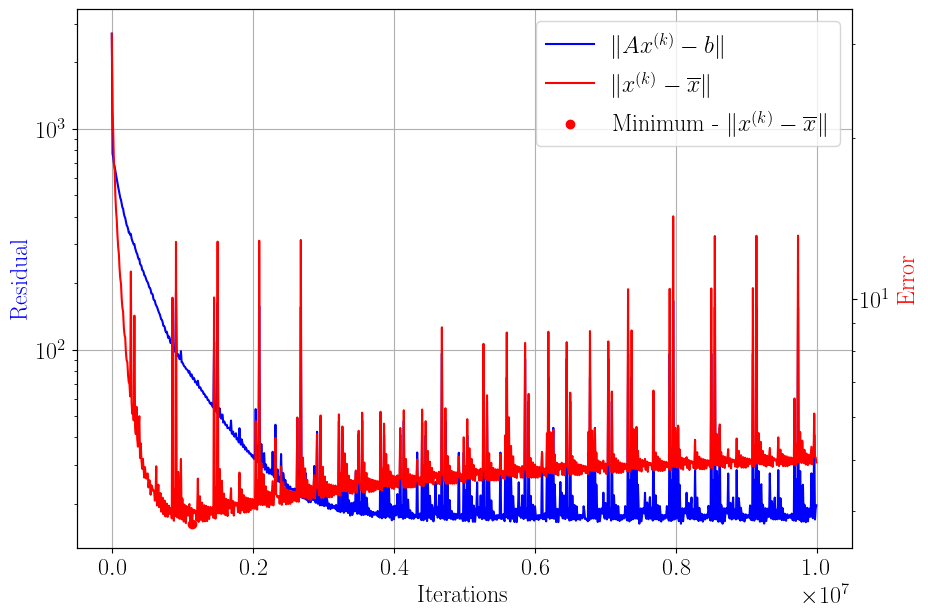 ‖Ax^(k) − b‖
‖x^(k) − x̅‖
Minimum - ‖x^(k) − x̅‖
10^3
10^2
10^1
Residual
Error
0.0 0.2 0.4 0.6 0.8 1.0
Iterations
×10^7